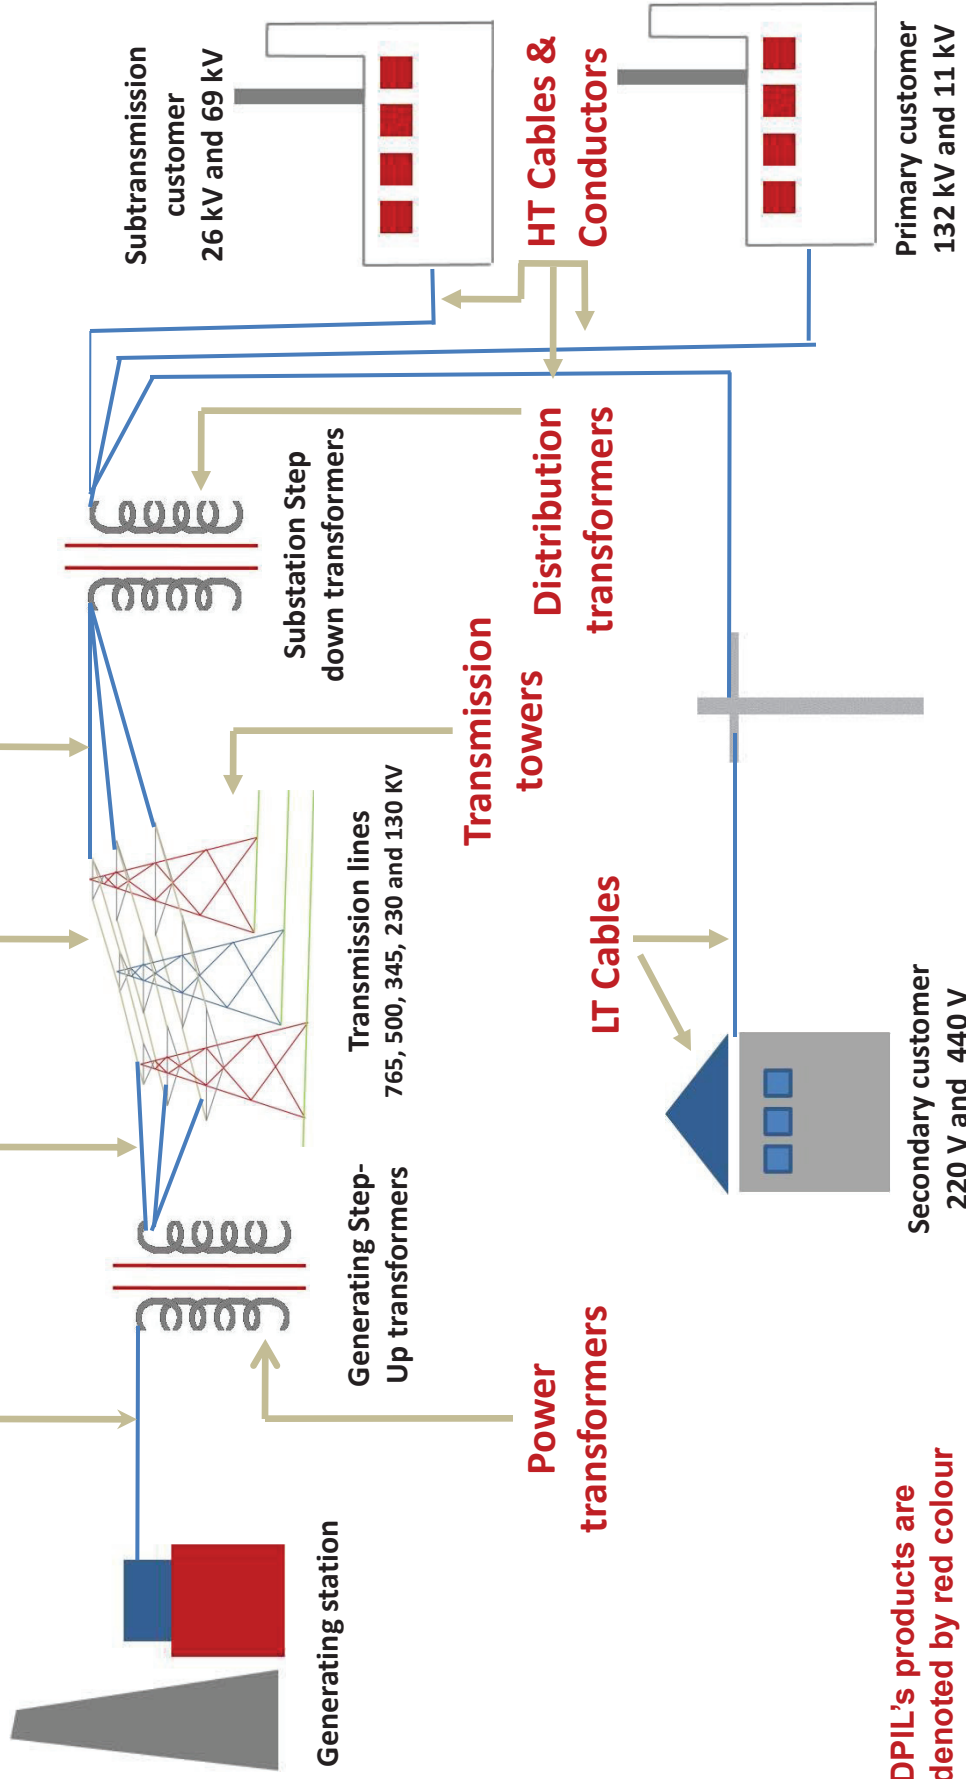 Generating station
Generating Step-
Up transformers
Transmission lines
765, 500, 345, 230 and 130 KV
Substation Step
down transformers
Subtransmission
customer
26 kV and 69 kV
Power
transformers
Transmission
towers
Distribution
transformers
HT Cables &
Conductors
LT Cables
Primary customer
132 kV and 11 kV
Secondary customer
220 V and 440 V
DPIL's products are
denoted by red colour